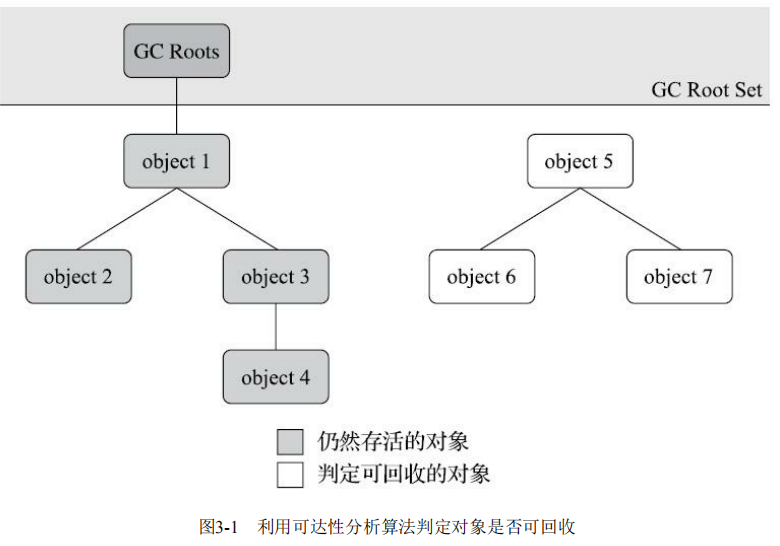 GC Roots
GC Root Set
object 1
object 5
object 2
object 3
object 6
object 7
object 4
仍然存活的对象
判定可回收的对象
图3-1 利用可达性分析算法判定对象是否可回收